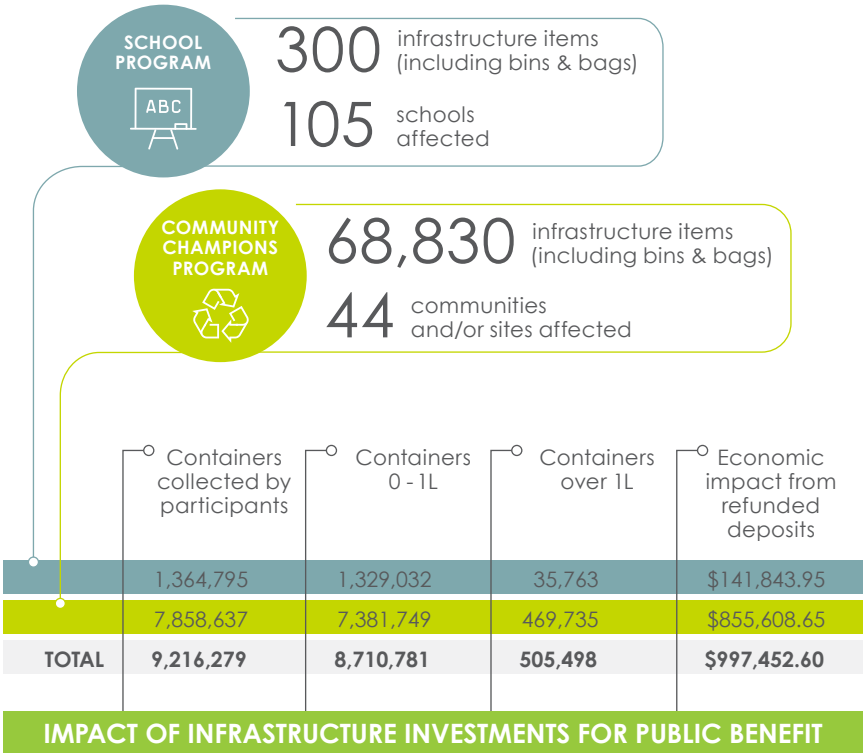 SCHOOL
PROGRAM
ABC
300 infrastructure items
(including bins & bags)
105 schools
affected
COMMUNITY
CHAMPIONS
PROGRAM
68,830 infrastructure items
(including bins & bags)
44 communities
and/or sites affected
Containers
collected by
participants
Containers
0 - 1L
Containers
over 1L
Economic
impact from
refunded
deposits
1,364,795 1,329,032 35,763 $141,843.95
7,858,637 7,381,749 469,735 $855,608.65
TOTAL 9,216,279 8,710,781 505,498 $997,452.60
IMPACT OF INFRASTRUCTURE INVESTMENTS FOR PUBLIC BENEFIT